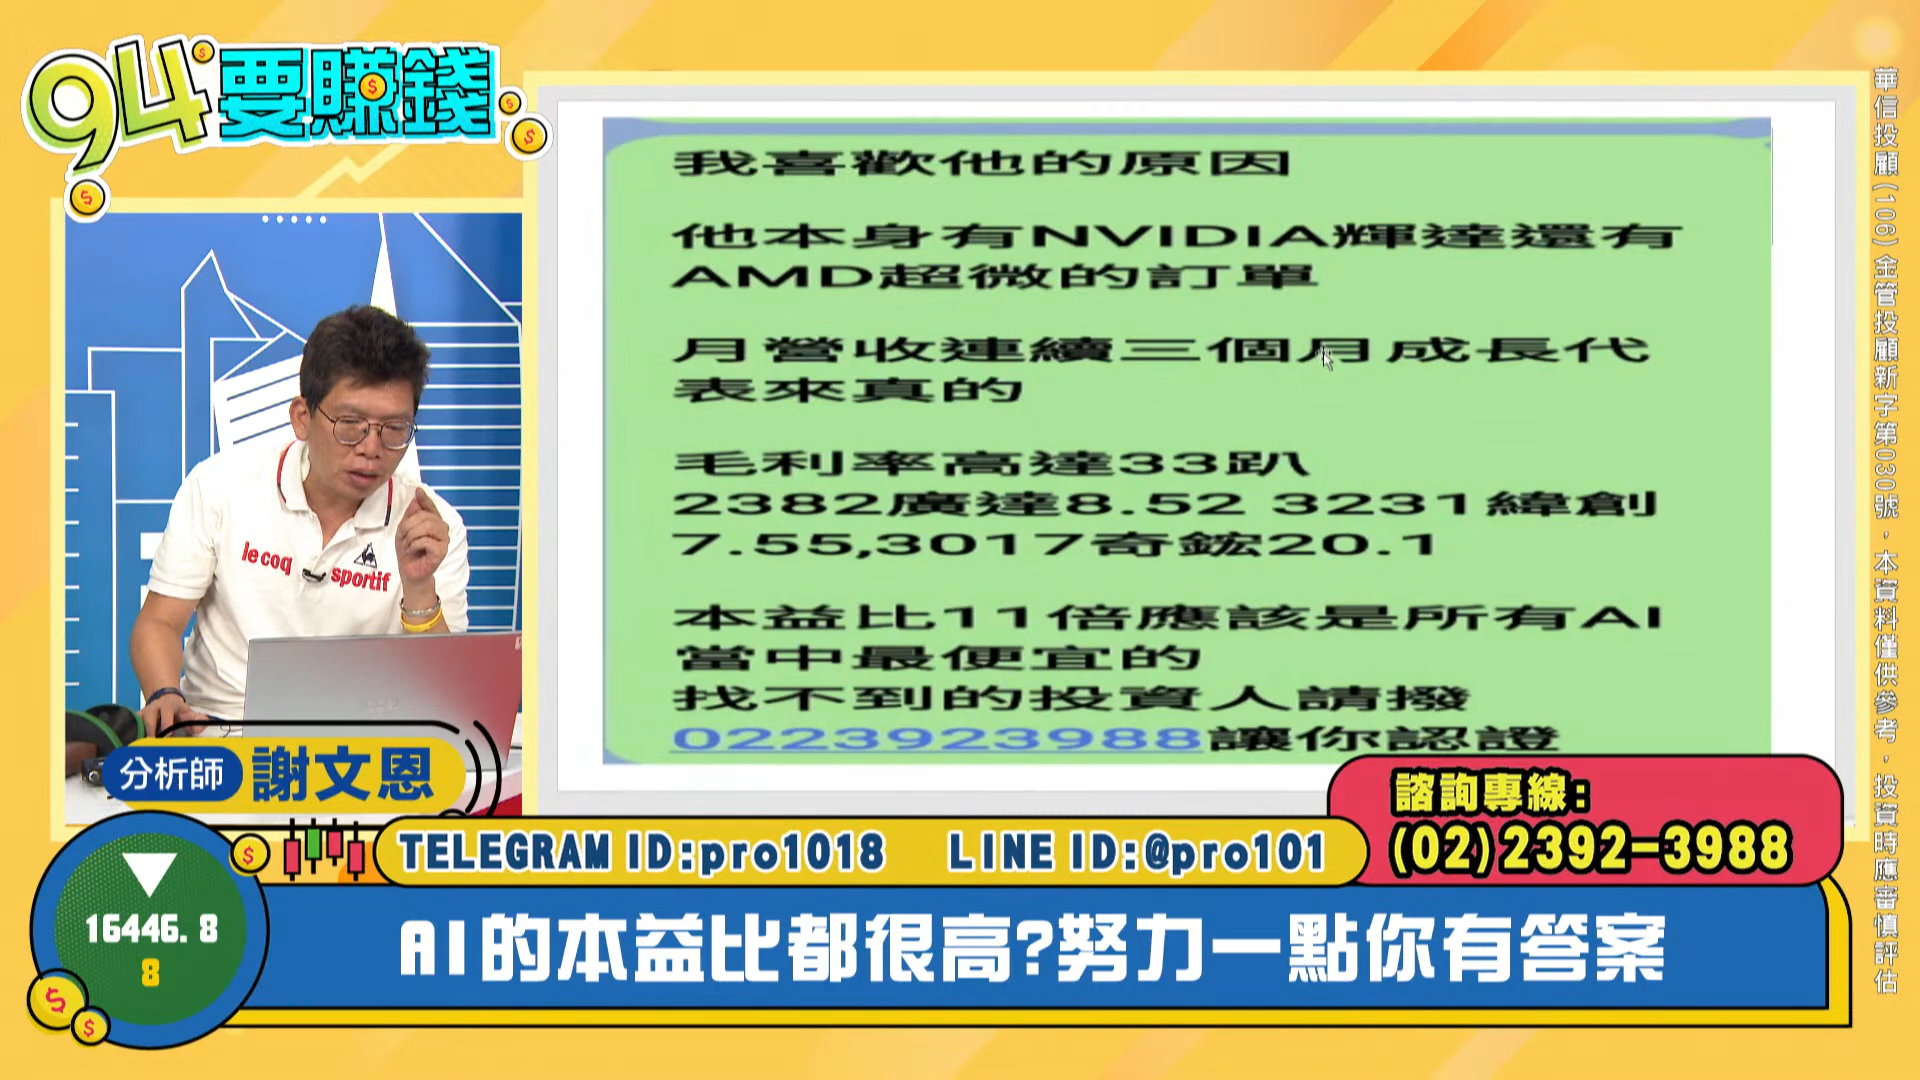 94要賺錢
我喜歡他的原因
他本身有NVIDIA輝達還有
AMD超微的訂單
月營收連續三個月成長代
表來真的
毛利率高達33趴
2382廣達8.52 3231緯創
7.55,3017奇鋐20.1
本益比11倍應該是所有AI
當中最便宜的
找不到的投資人請撥
0223923988讓你認證
le coq
sportif
分析師 謝文恩
諮詢專線:
(02)2392-3988
TELEGRAM ID:pro1018 LINE ID:@pro101
16446.8
8
AI的本益比都很高?努力一點你有答案
華信投顧(106)金管投顧新字第030號，本資料僅供參考，投資時應審慎評估